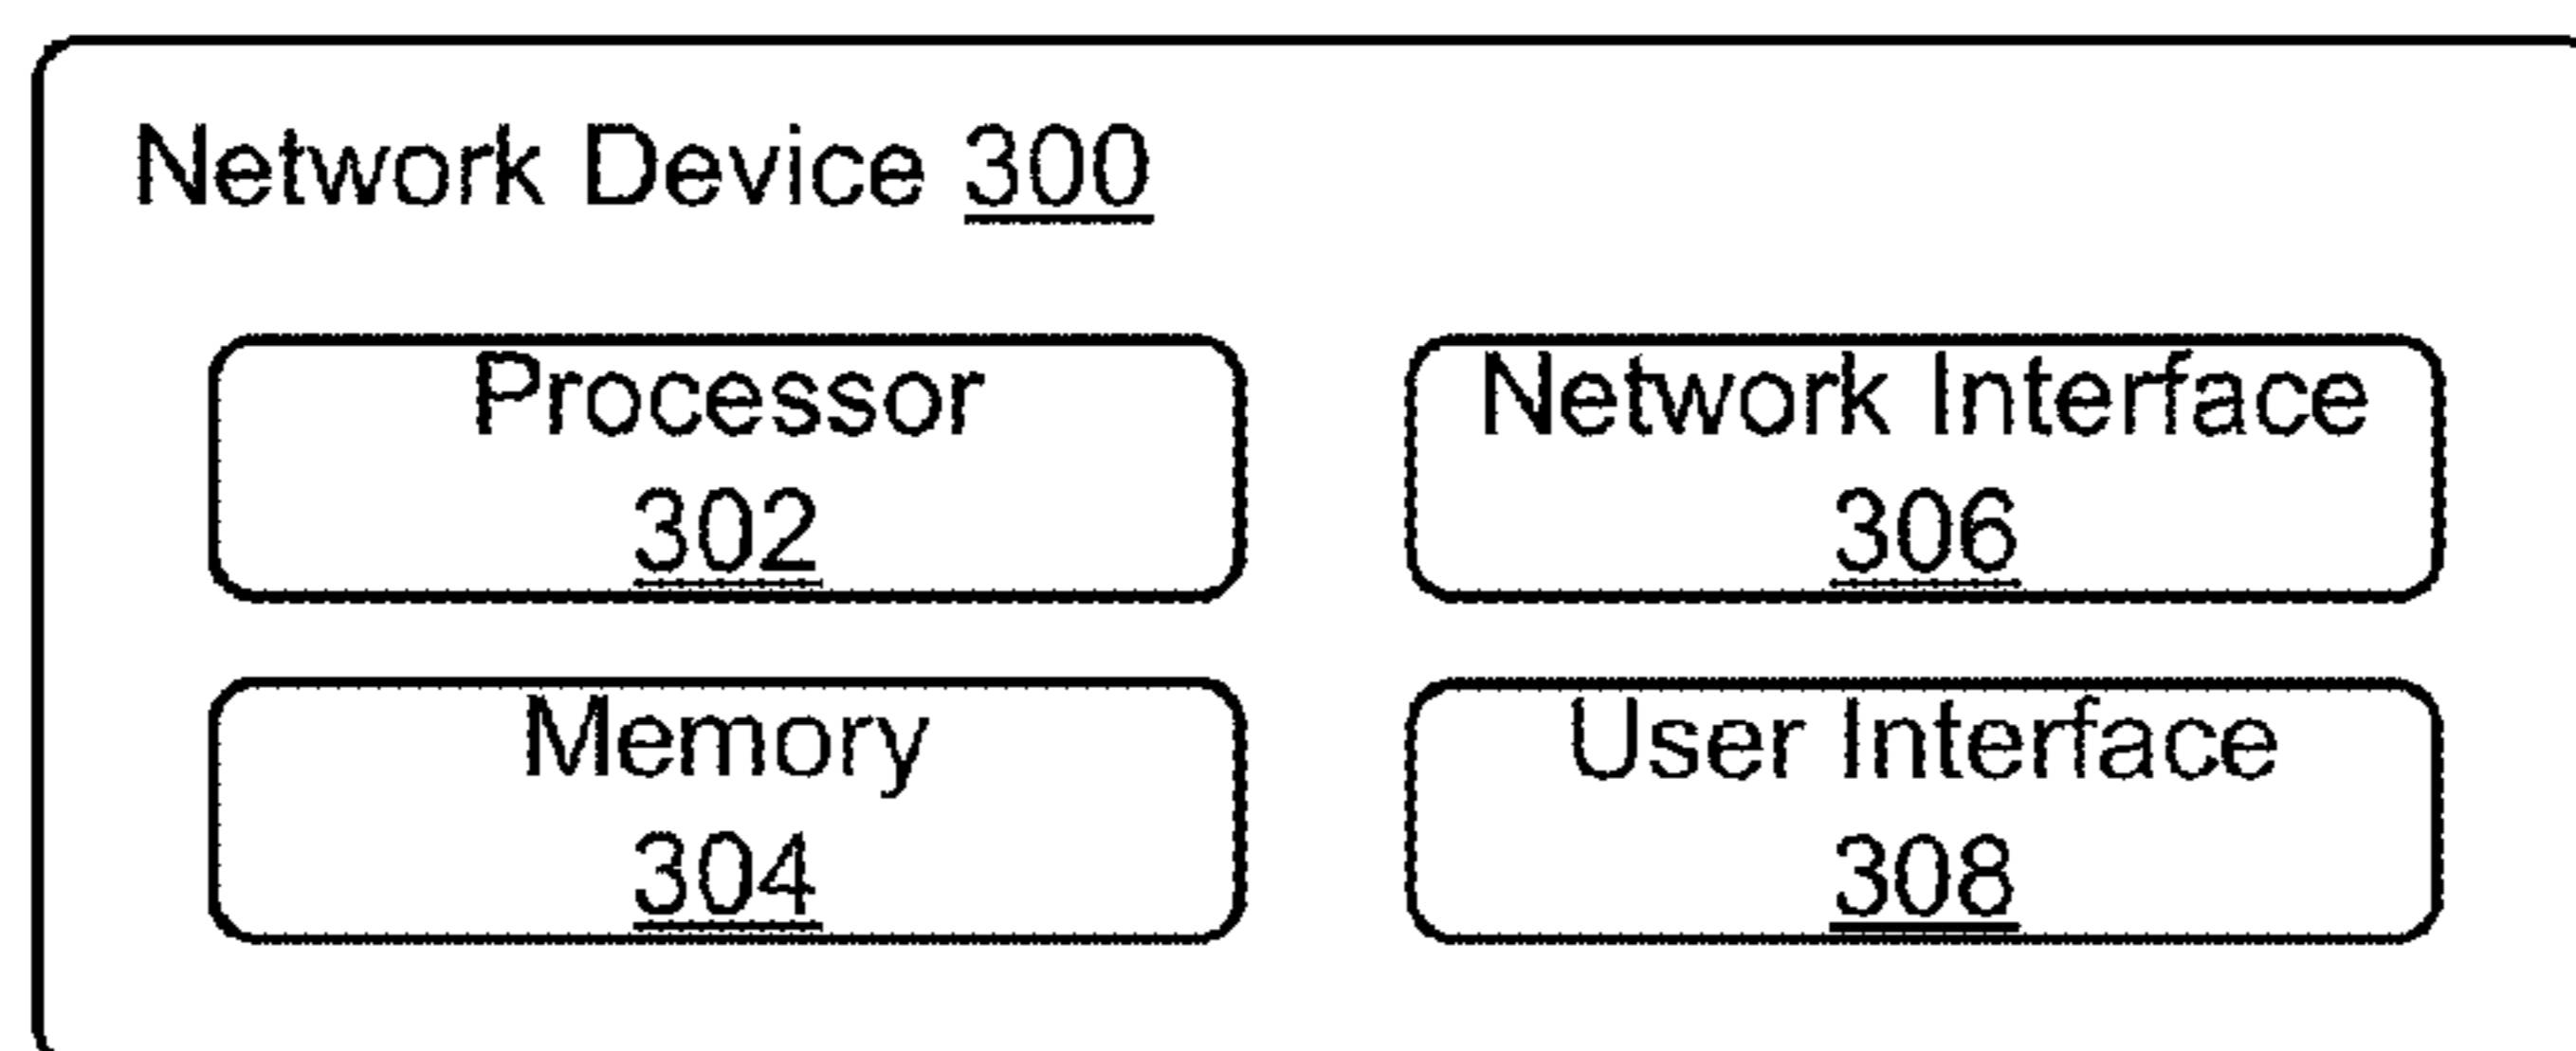 Network Device 300
Processor
302
Network Interface
306
Memory
304
User Interface
308